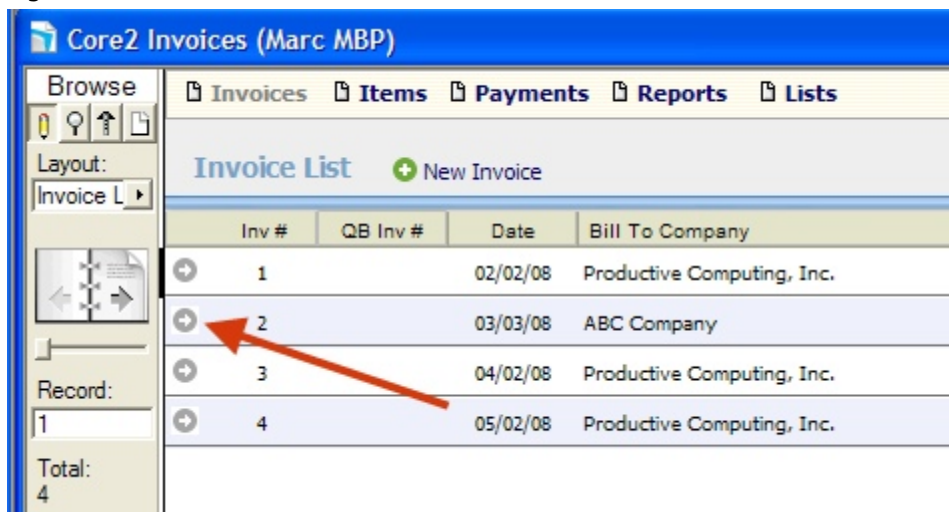 Core2 Invoices (Marc MBP)
Browse
Invoices Items Payments Reports Lists
Layout:
Invoice L
Invoice List New Invoice
Inv # QB Inv # Date Bill To Company
1 02/02/08 Productive Computing, Inc.
2 03/03/08 ABC Company
3 04/02/08 Productive Computing, Inc.
4 05/02/08 Productive Computing, Inc.
Record:
1
Total:
4